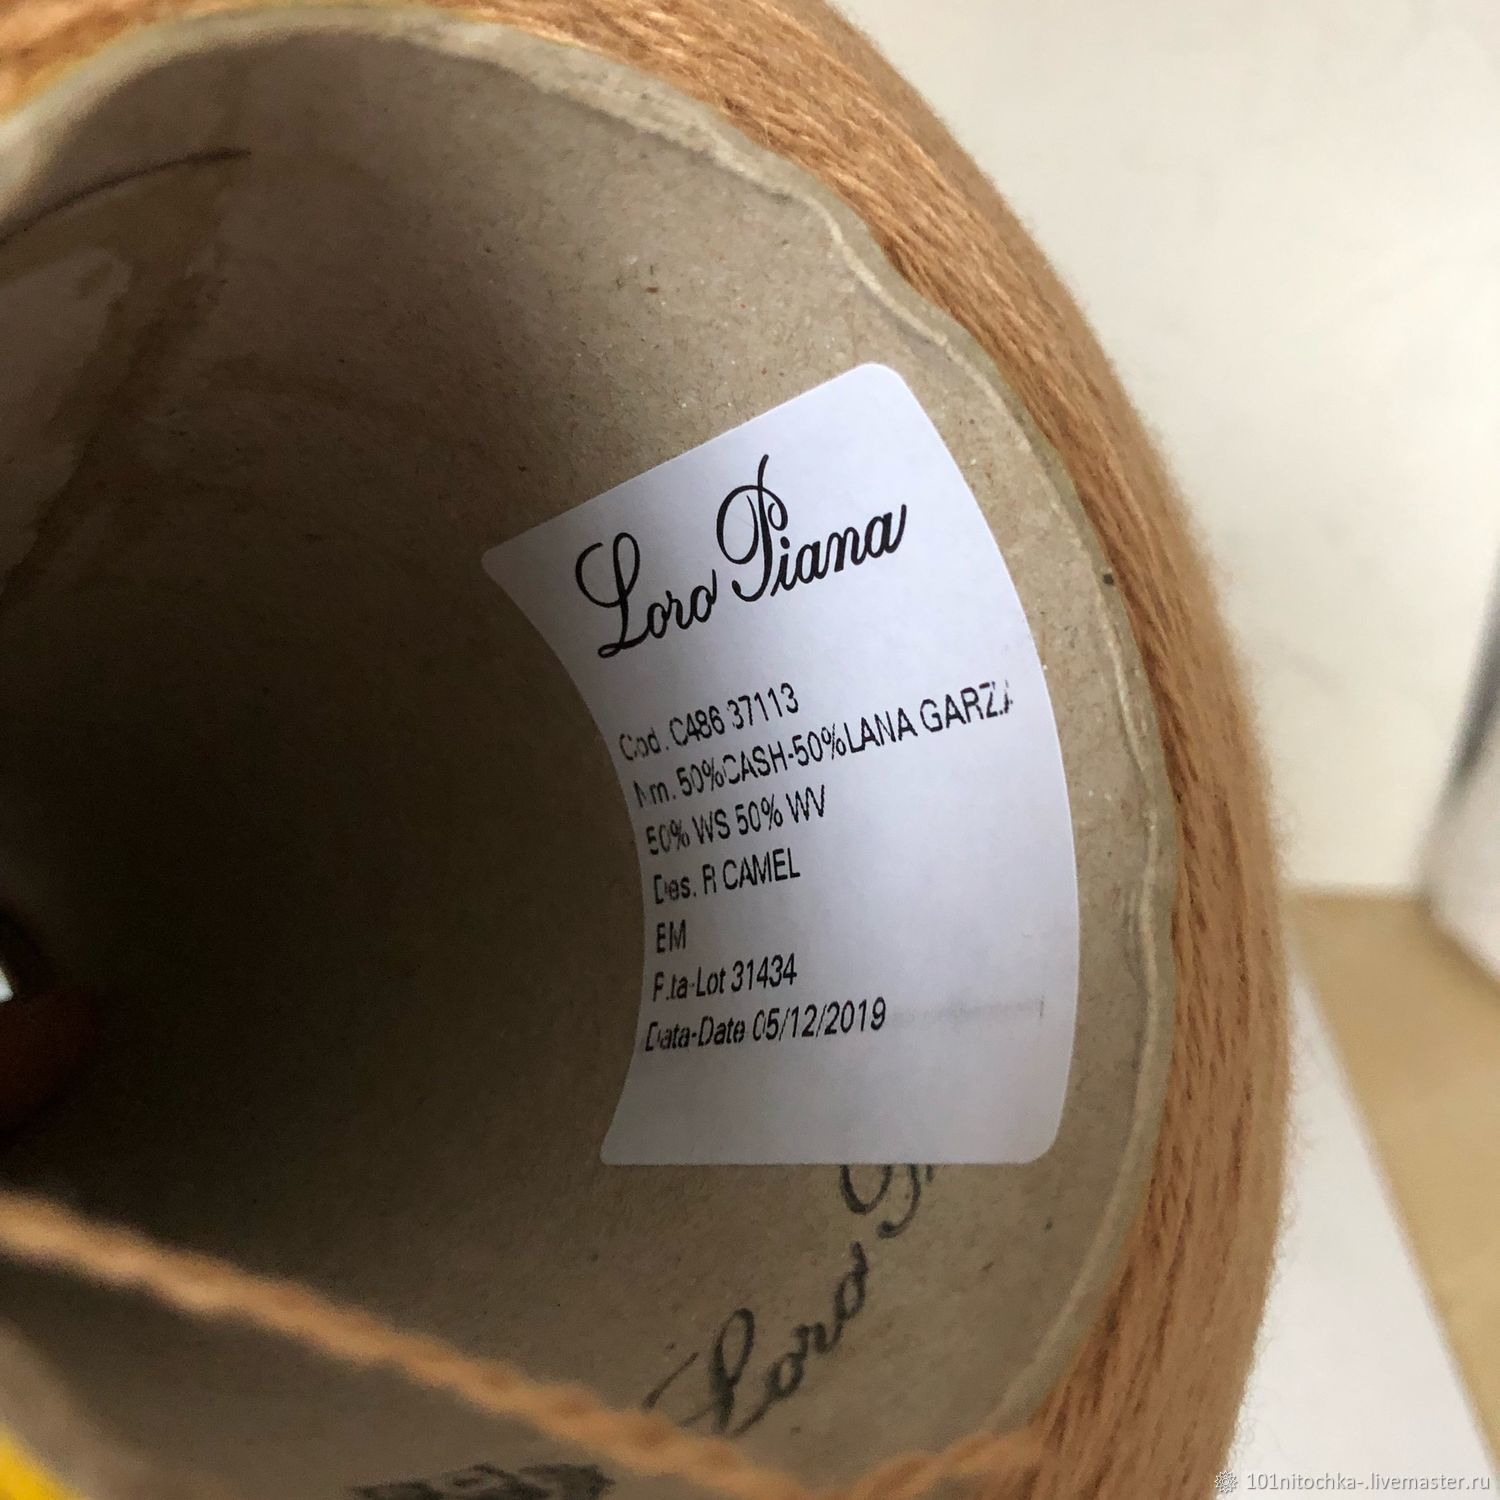 Loro Piana
Cod. C486 37113
Nm. 50%CASH-50%LANA GARZA
50% WS 50% WV
Des. R CAMEL
EM
P.ta-Lot 31434
Data-Date 05/12/2019
Loro
101nitochka-.livemaster.ru